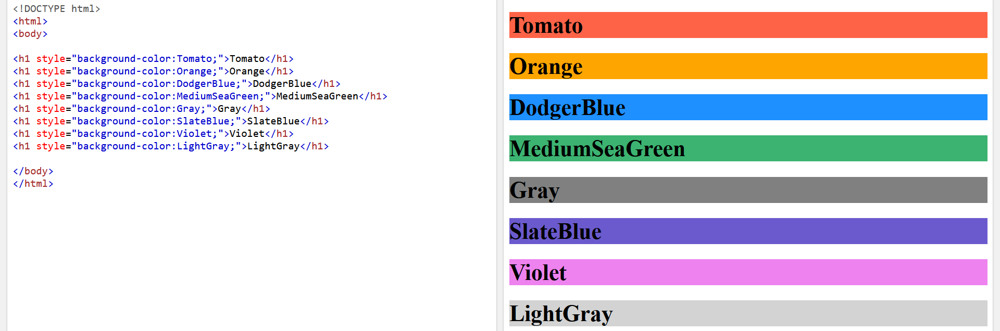 <!DOCTYPE html>
<html>
<body>
<h1 style="background-color:Tomato;">Tomato</h1>
<h1 style="background-color:Orange;">Orange</h1>
<h1 style="background-color:DodgerBlue;">DodgerBlue</h1>
<h1 style="background-color:MediumSeaGreen;">MediumSeaGreen</h1>
<h1 style="background-color:Gray;">Gray</h1>
<h1 style="background-color:SlateBlue;">SlateBlue</h1>
<h1 style="background-color:Violet;">Violet</h1>
<h1 style="background-color:LightGray;">LightGray</h1>
</body>
</html>
Tomato
Orange
DodgerBlue
MediumSeaGreen
Gray
SlateBlue
Violet
LightGray